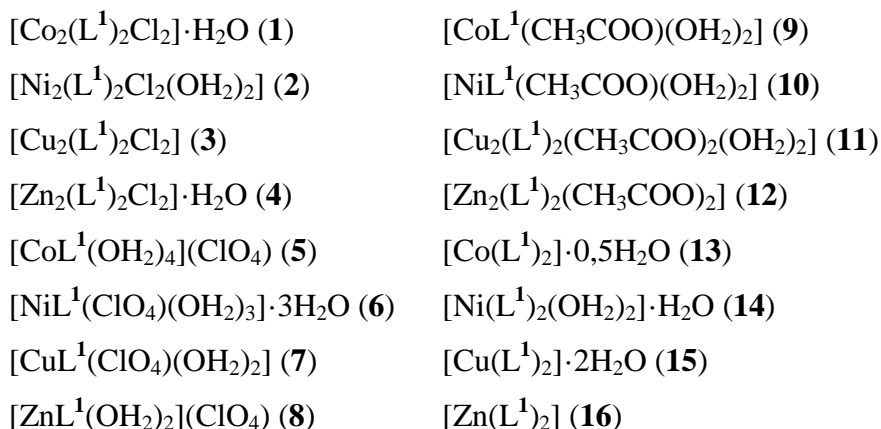 [Co₂(L¹)₂Cl₂]·H₂O (1)
[Ni₂(L¹)₂Cl₂(OH₂)₂] (2)
[Cu₂(L¹)₂Cl₂] (3)
[Zn₂(L¹)₂Cl₂]·H₂O (4)
[CoL¹(OH₂)₄](ClO₄) (5)
[NiL¹(ClO₄)(OH₂)₃]·3H₂O (6)
[CuL¹(ClO₄)(OH₂)₂] (7)
[ZnL¹(OH₂)₂](ClO₄) (8)
[CoL¹(CH₃COO)(OH₂)₂] (9)
[NiL¹(CH₃COO)(OH₂)₂] (10)
[Cu₂(L¹)₂(CH₃COO)₂(OH₂)₂] (11)
[Zn₂(L¹)₂(CH₃COO)₂] (12)
[Co(L¹)₂]·0,5H₂O (13)
[Ni(L¹)₂(OH₂)₂]·H₂O (14)
[Cu(L¹)₂]·2H₂O (15)
[Zn(L¹)₂] (16)